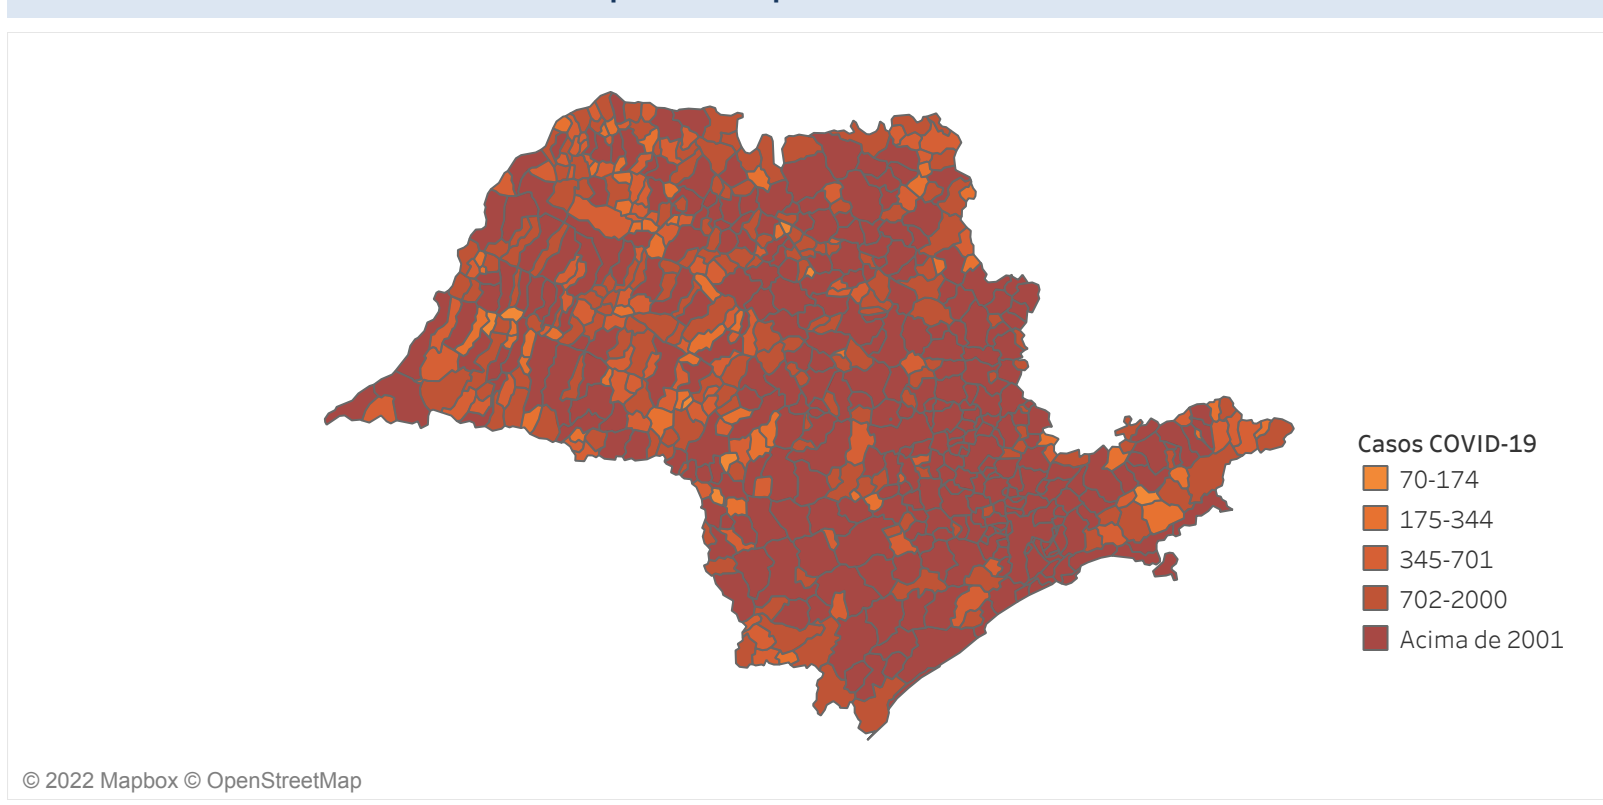 Casos COVID-19
70-174
175-344
345-701
702-2000
Acima de 2001
© 2022 Mapbox © OpenStreetMap